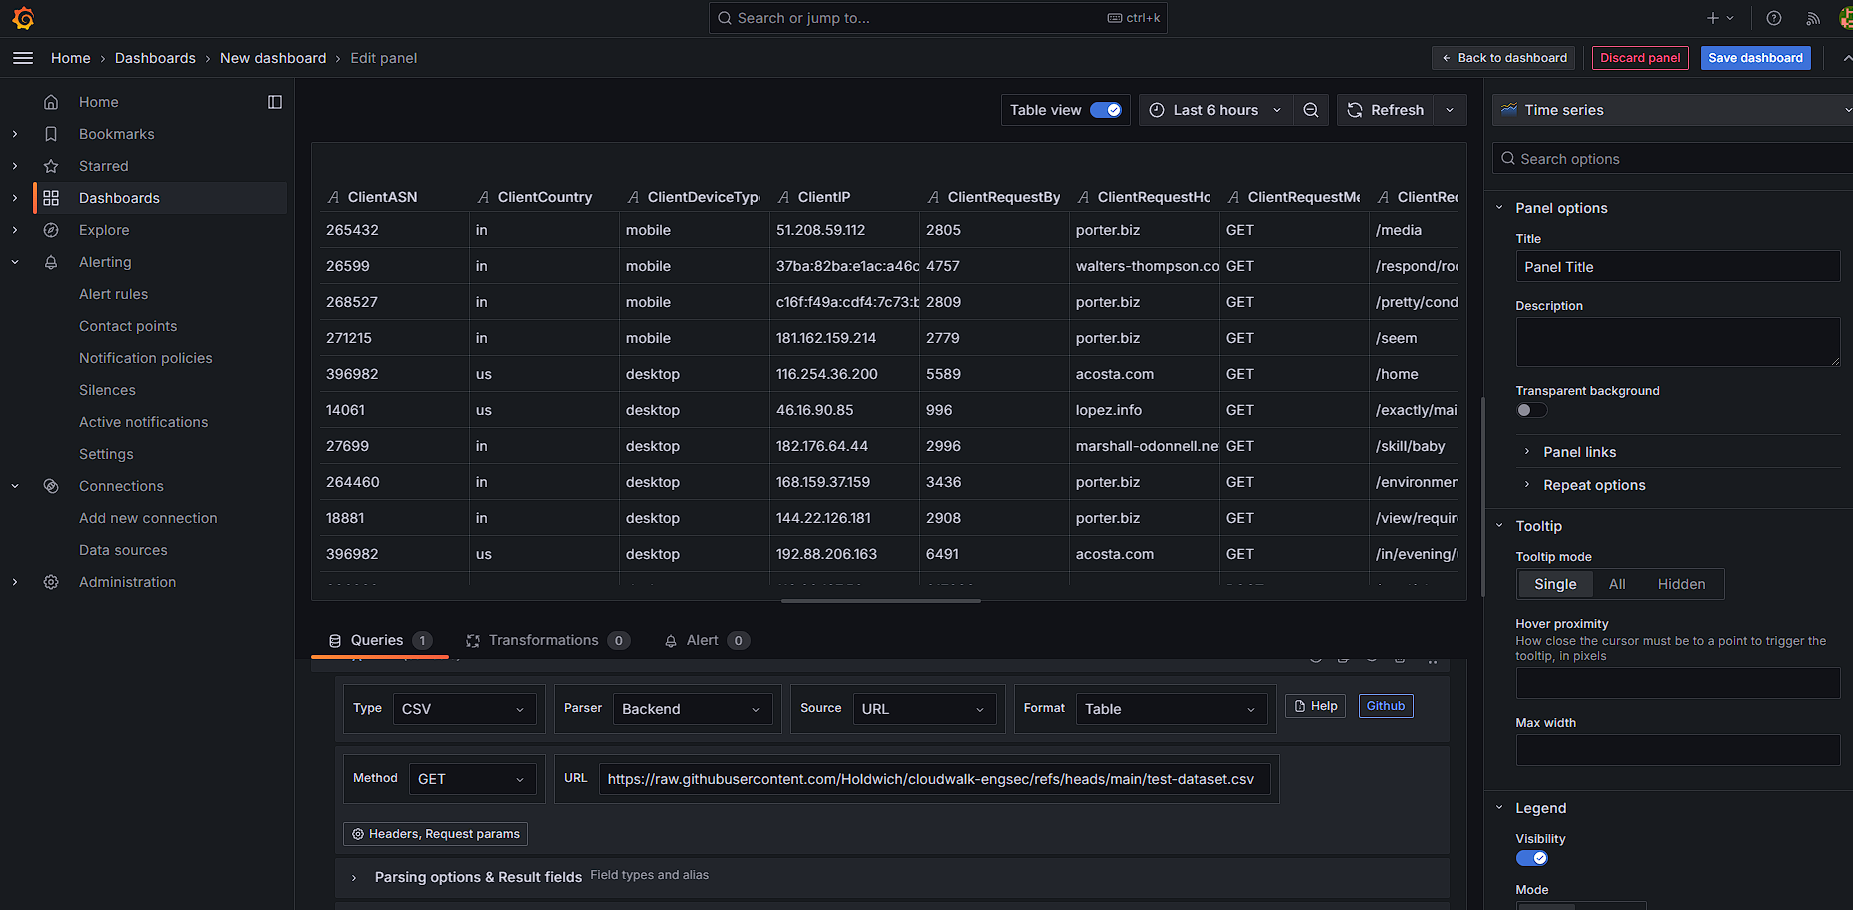 Search or jump to...
ctrl+k
Home › Dashboards › New dashboard › Edit panel
Back to dashboard
Discard panel
Save dashboard
Home
Bookmarks
Starred
Dashboards
Explore
Alerting
Alert rules
Contact points
Notification policies
Silences
Active notifications
Settings
Connections
Add new connection
Data sources
Administration
Table view
Last 6 hours
Refresh
ClientASN ClientCountry ClientDeviceTyp ClientIP ClientRequestBy ClientRequestHo ClientRequestMe ClientRec
265432 in mobile 51.208.59.112 2805 porter.biz GET /media
26599 in mobile 37ba:82ba:e1ac:a46c 4757 walters-thompson.co GET /respond/roc
268527 in mobile c16f:f49a:cdf4:7c73:b 2809 porter.biz GET /pretty/cond
271215 in mobile 181.162.159.214 2779 porter.biz GET /seem
396982 us desktop 116.254.36.200 5589 acosta.com GET /home
14061 us desktop 46.16.90.85 996 lopez.info GET /exactly/mai
27699 in desktop 182.176.64.44 2996 marshall-odonnell.ne GET /skill/baby
264460 in desktop 168.159.37.159 3436 porter.biz GET /environmen
18881 in desktop 144.22.126.181 2908 porter.biz GET /view/requir
396982 us desktop 192.88.206.163 6491 acosta.com GET /in/evening/
Queries 1
Transformations 0
Alert 0
Type CSV
Parser Backend
Source URL
Format Table
Help
Github
Method GET
URL https://raw.githubusercontent.com/Holdwich/cloudwalk-engsec/refs/heads/main/test-dataset.csv
Headers, Request params
Parsing options & Result fields Field types and alias
Time series
Search options
Panel options
Title
Panel Title
Description
Transparent background
Panel links
Repeat options
Tooltip
Tooltip mode
Single All Hidden
Hover proximity
How close the cursor must be to a point to trigger the
tooltip, in pixels
Max width
Legend
Visibility
Mode